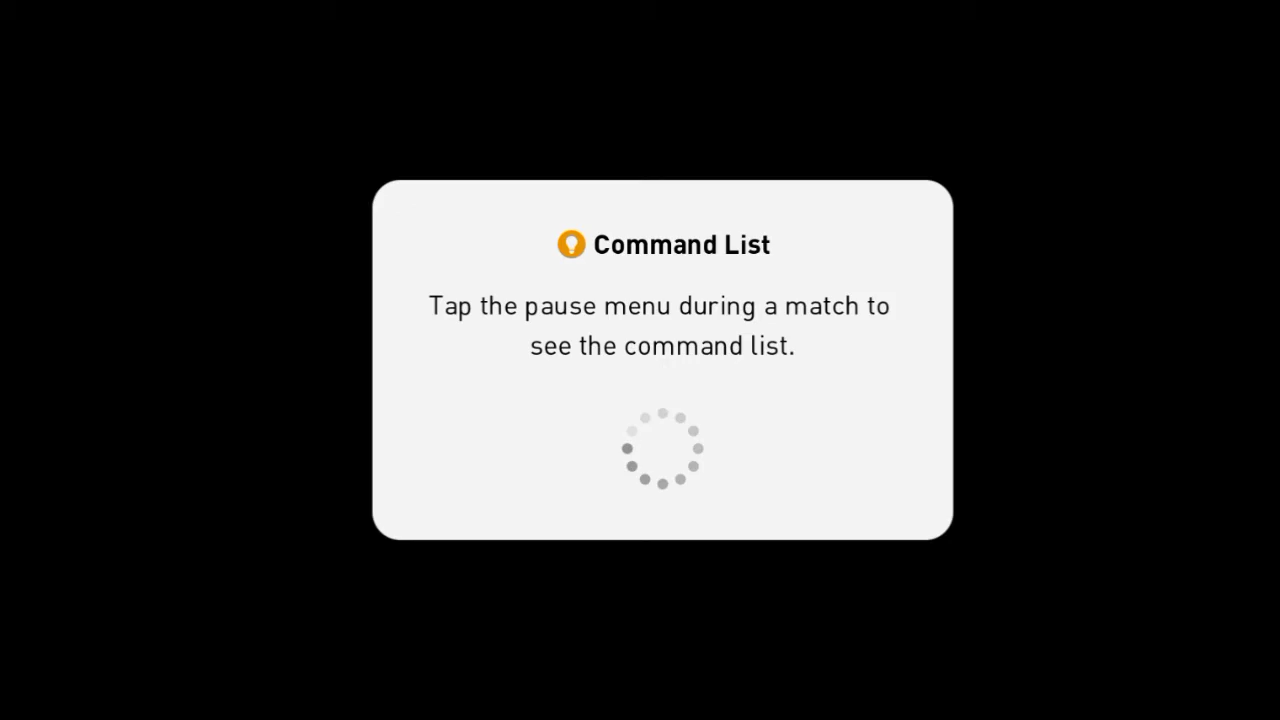 Command List
Tap the pause menu during a match to
see the command list.